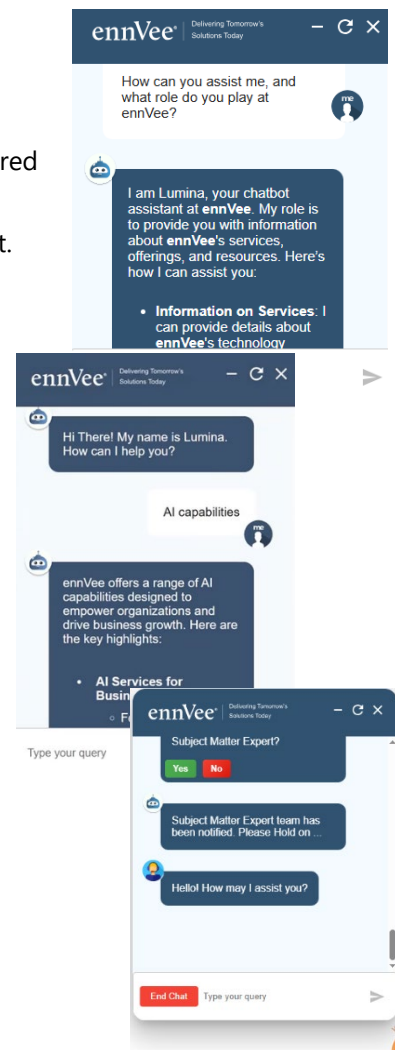 ennVee
Delivering Tomorrow's
Solutions Today
How can you assist me, and
what role do you play at
ennVee?
me
red
t.
I am Lumina, your chatbot
assistant at ennVee. My role is
to provide you with information
about ennVee's services,
offerings, and resources. Here's
how I can assist you:
• Information on Services: I
can provide details about
ennVee's technology
ennVee
Delivering Tomorrow's
Solutions Today
Hi There! My name is Lumina.
How can I help you?
AI capabilities
me
ennVee offers a range of AI
capabilities designed to
empower organizations and
drive business growth. Here are
the key highlights:
• AI Services for
Busin
Type your query
ennVee
Delivering Tomorrow's
Solutions Today
Subject Matter Expert?
Yes No
Subject Matter Expert team has
been notified. Please Hold on ...
Hello! How may I assist you?
End Chat Type your query